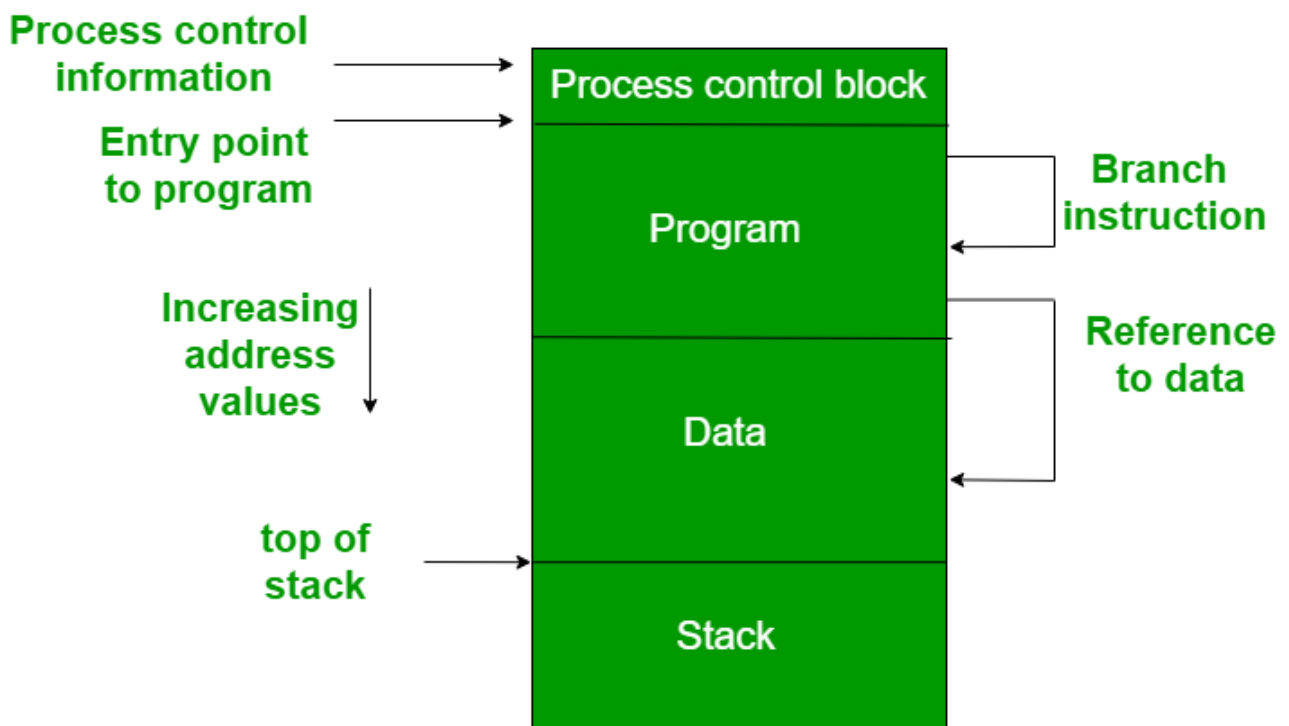 Process control
information
Process control block
Entry point
to program
Branch
instruction
Program
Increasing
address
values
Reference
to data
Data
top of
stack
Stack